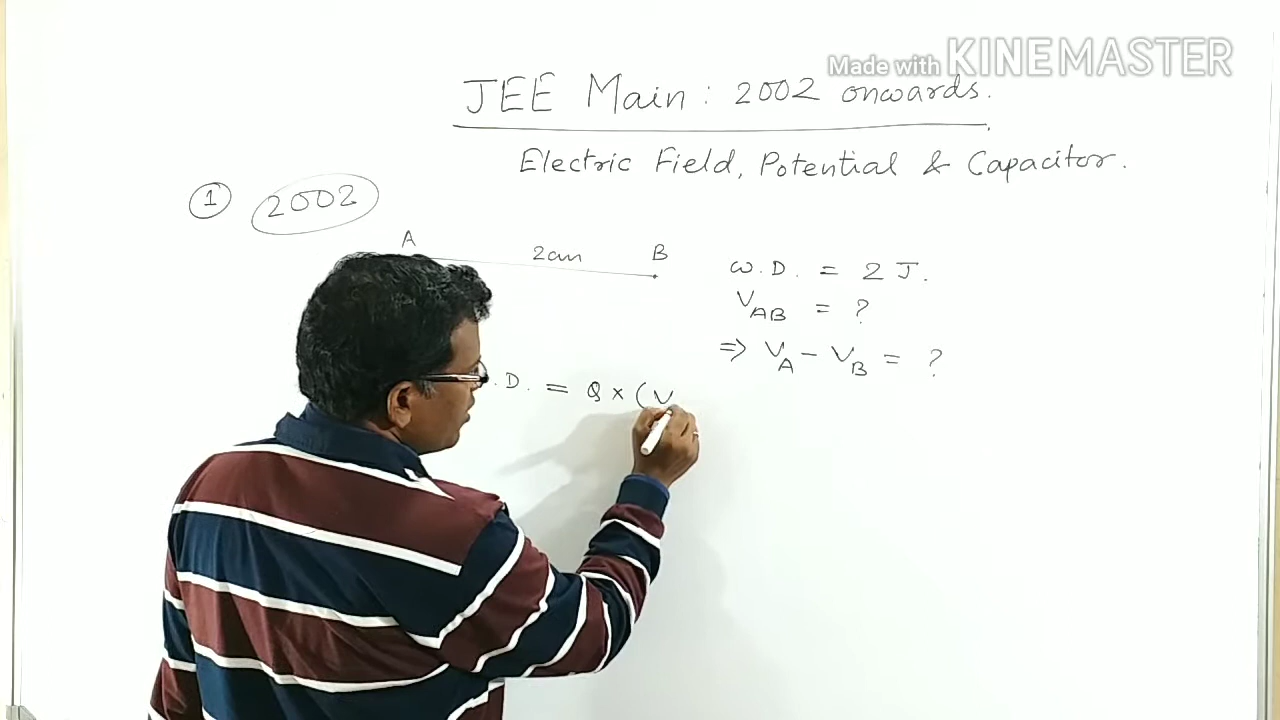 Made with KINEMASTER
JEE Main : 2002 onwards.
Electric Field, Potential & Capacitor.
1 2002
A 2cm B
W.D. = 2 J.
V_AB = ?
⇒ V_A - V_B = ?
.D. = Q × (V